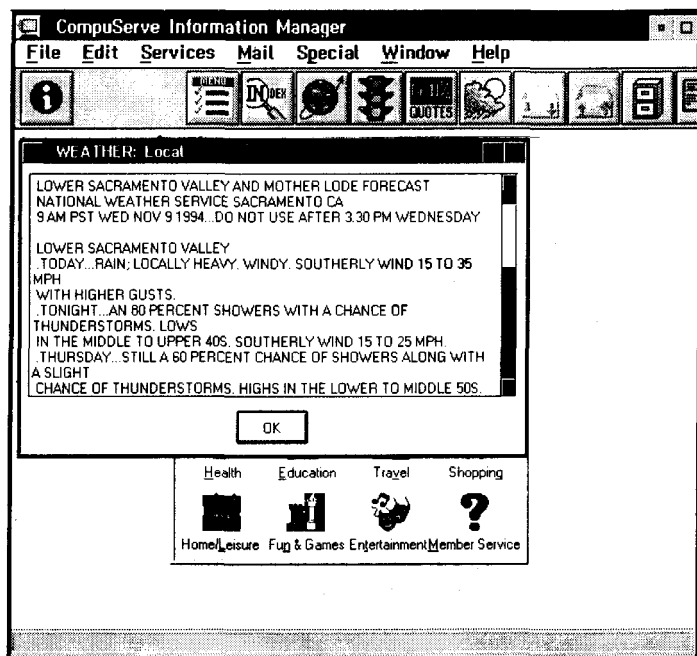 CompuServe Information Manager
File Edit Services Mail Special Window Help
MENU
INDEX
QUOTES
WEATHER: Local
LOWER SACRAMENTO VALLEY AND MOTHER LODE FORECAST
NATIONAL WEATHER SERVICE SACRAMENTO CA
9 AM PST WED NOV 9 1994...DO NOT USE AFTER 3.30 PM WEDNESDAY
LOWER SACRAMENTO VALLEY
.TODAY...RAIN; LOCALLY HEAVY. WINDY. SOUTHERLY WIND 15 TO 35
MPH
WITH HIGHER GUSTS.
.TONIGHT...AN 80 PERCENT SHOWERS WITH A CHANCE OF
THUNDERSTORMS. LOWS
IN THE MIDDLE TO UPPER 40S. SOUTHERLY WIND 15 TO 25 MPH.
.THURSDAY...STILL A 60 PERCENT CHANCE OF SHOWERS ALONG WITH
A SLIGHT
CHANCE OF THUNDERSTORMS. HIGHS IN THE LOWER TO MIDDLE 50S.
OK
Health Education Travel Shopping
Home/Leisure Fun & Games Entertainment Member Service